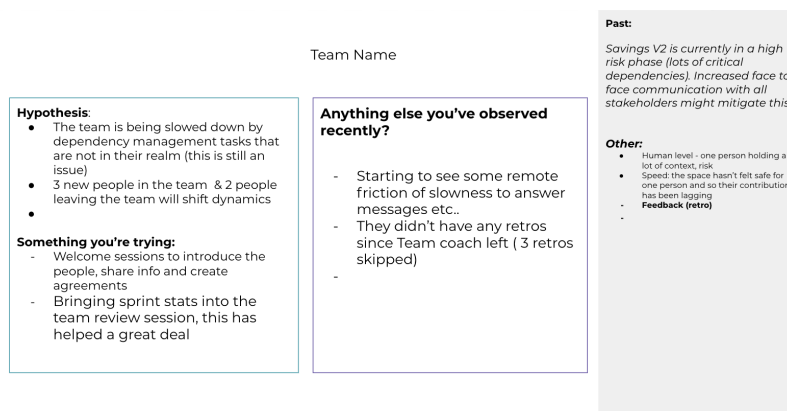 Team Name
Hypothesis:
● The team is being slowed down by
dependency management tasks that
are not in their realm (this is still an
issue)
● 3 new people in the team & 2 people
leaving the team will shift dynamics
●
Something you're trying:
- Welcome sessions to introduce the
people, share info and create
agreements
- Bringing sprint stats into the
team review session, this has
helped a great deal
Anything else you've observed
recently?
- Starting to see some remote
friction of slowness to answer
messages etc..
- They didn't have any retros
since Team coach left ( 3 retros
skipped)
-
Past:
Savings V2 is currently in a high
risk phase (lots of critical
dependencies). Increased face to
face communication with all
stakeholders might mitigate this
Other:
● Human level - one person holding a
lot of context, risk
● Speed: the space hasn't felt safe for
one person and so their contribution
has been lagging
- Feedback (retro)
-